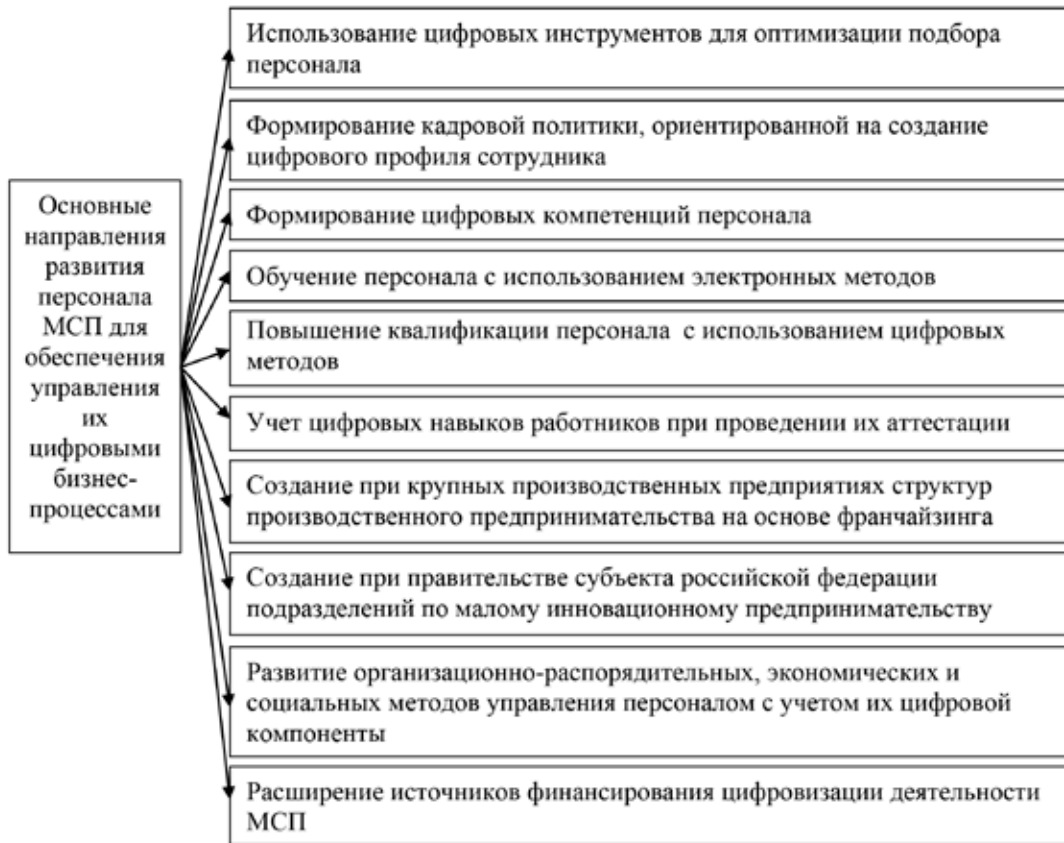 Основные
направления
развития
персонала
МСП для
обеспечения
управления
их
цифровыми
бизнес-
процессами
Использование цифровых инструментов для оптимизации подбора
персонала
Формирование кадровой политики, ориентированной на создание
цифрового профиля сотрудника
Формирование цифровых компетенций персонала
Обучение персонала с использованием электронных методов
Повышение квалификации персонала с использованием цифровых
методов
Учет цифровых навыков работников при проведении их аттестации
Создание при крупных производственных предприятиях структур
производственного предпринимательства на основе франчайзинга
Создание при правительстве субъекта российской федерации
подразделений по малому инновационному предпринимательству
Развитие организационно-распорядительных, экономических и
социальных методов управления персоналом с учетом их цифровой
компоненты
Расширение источников финансирования цифровизации деятельности
МСП